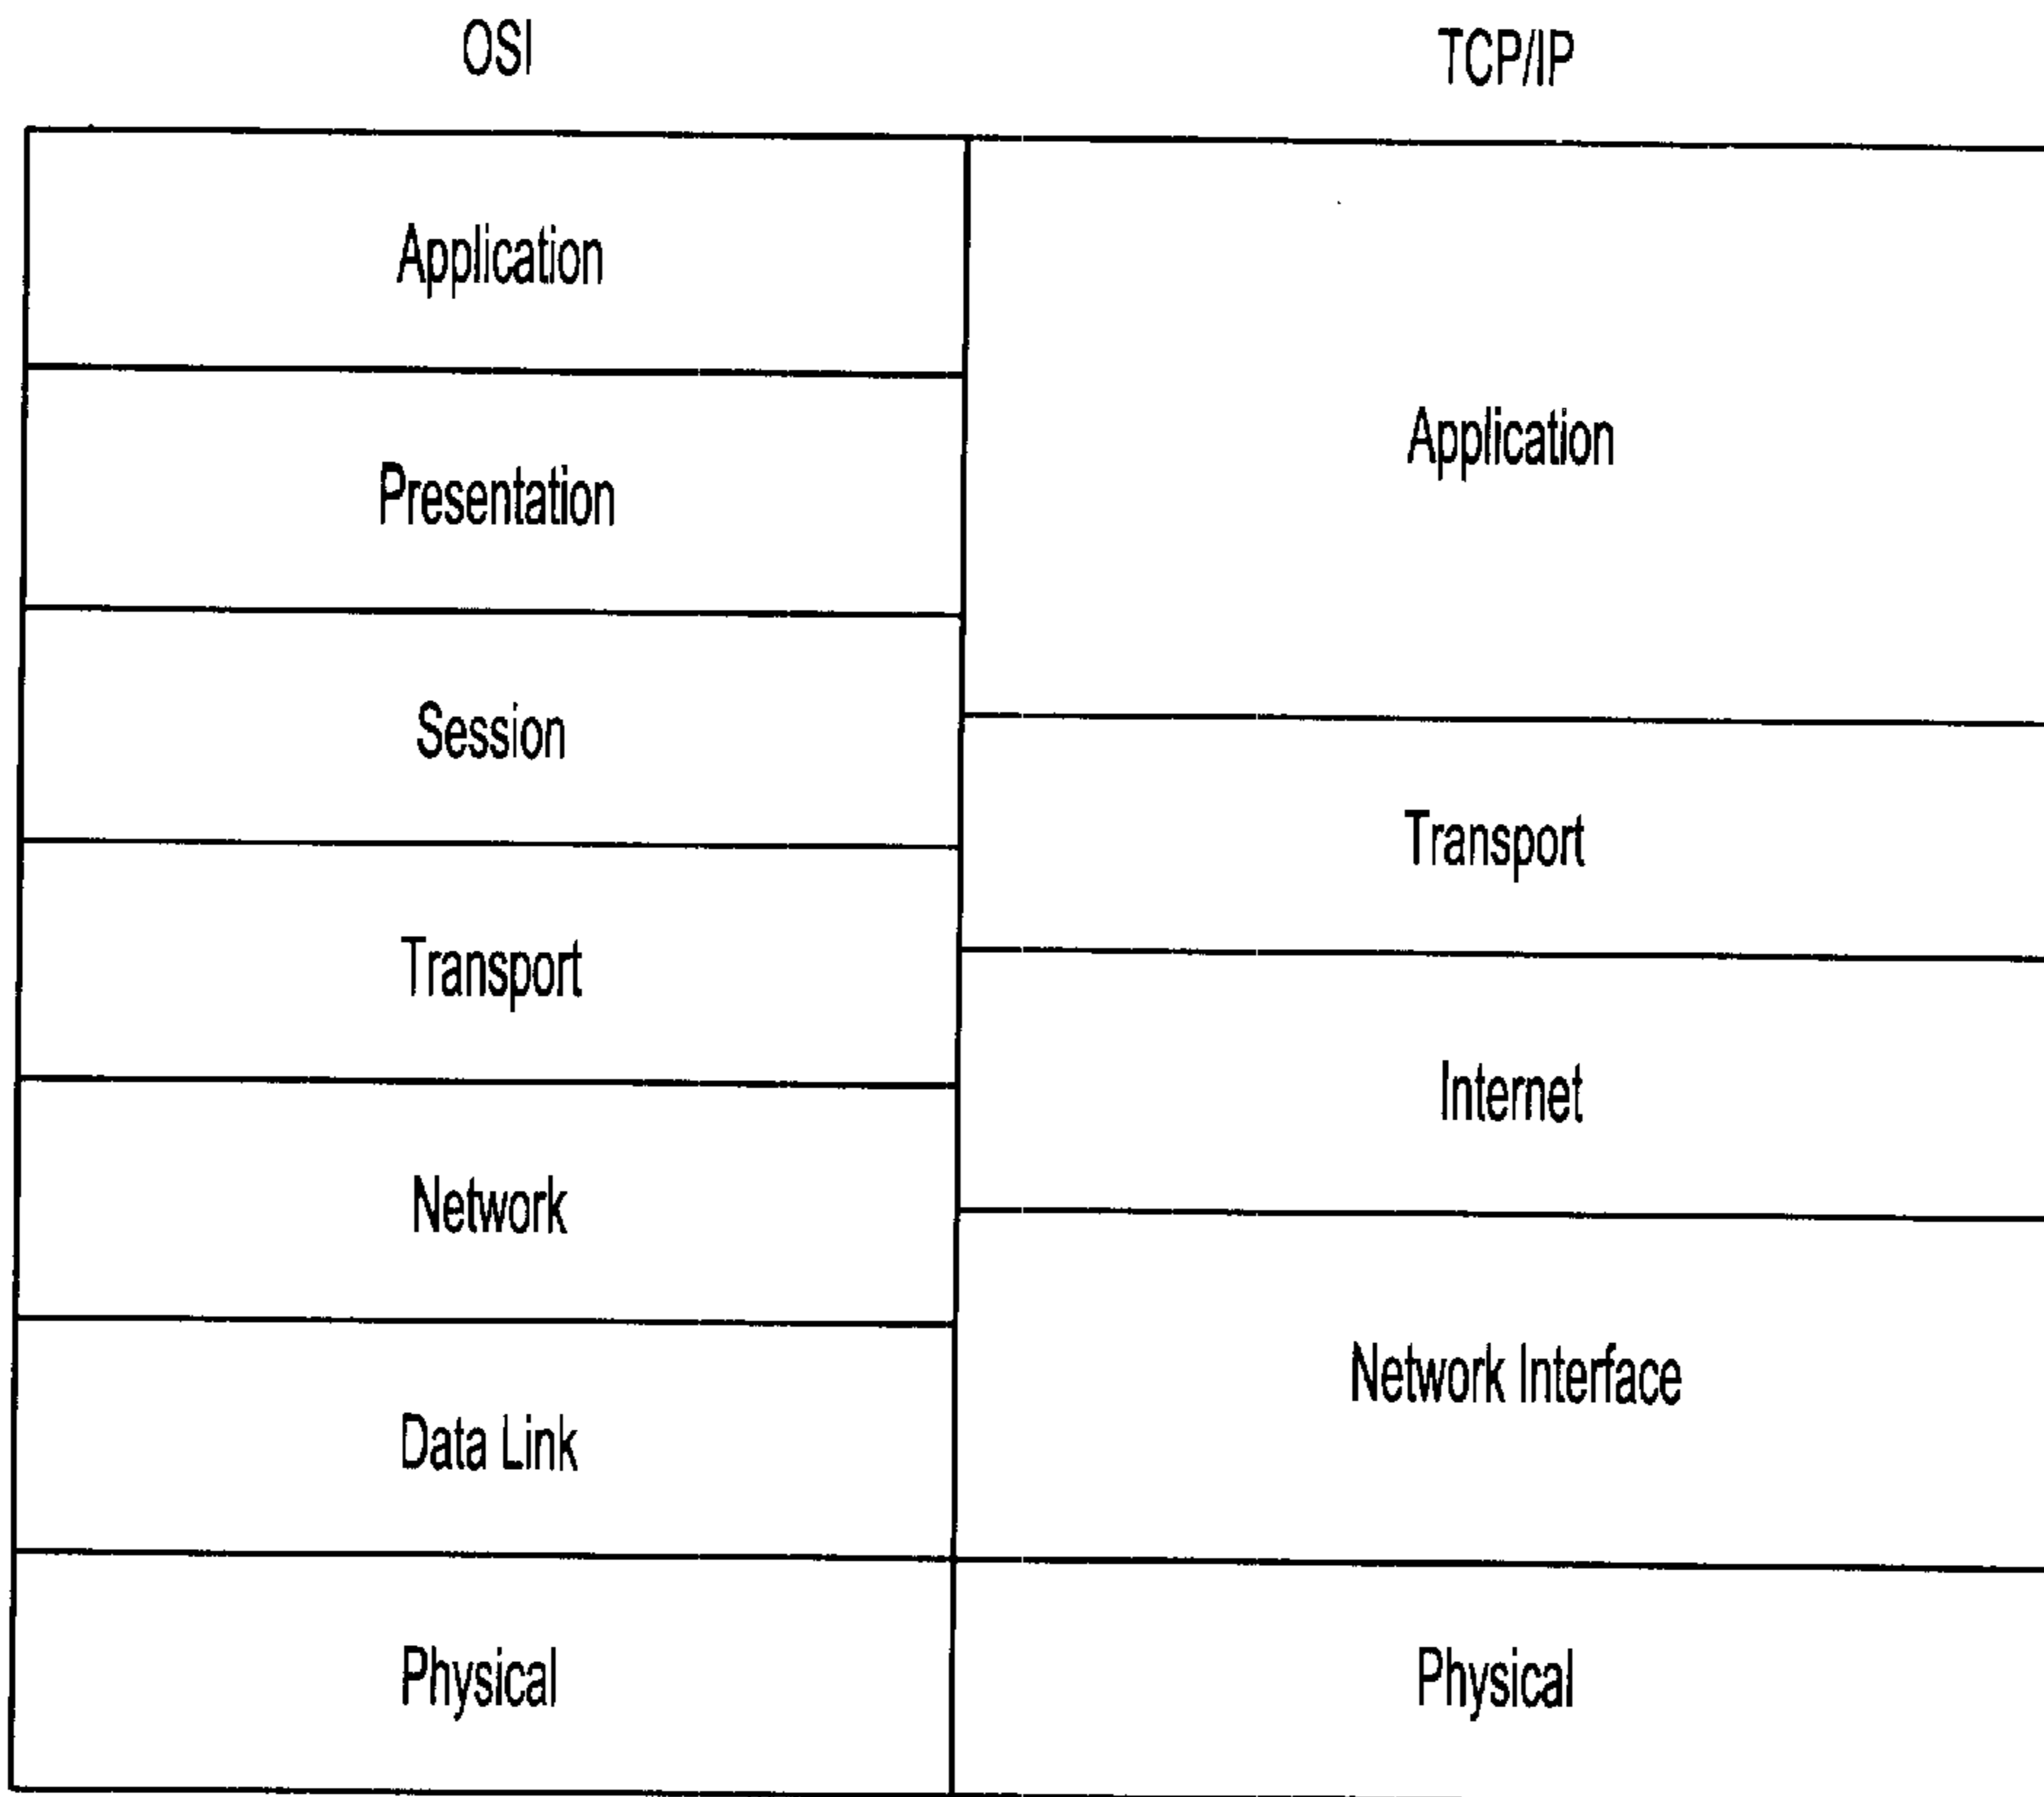 OSI
TCP/IP
Application
Presentation
Session
Transport
Network
Data Link
Physical
Application
Transport
Internet
Network Interface
Physical